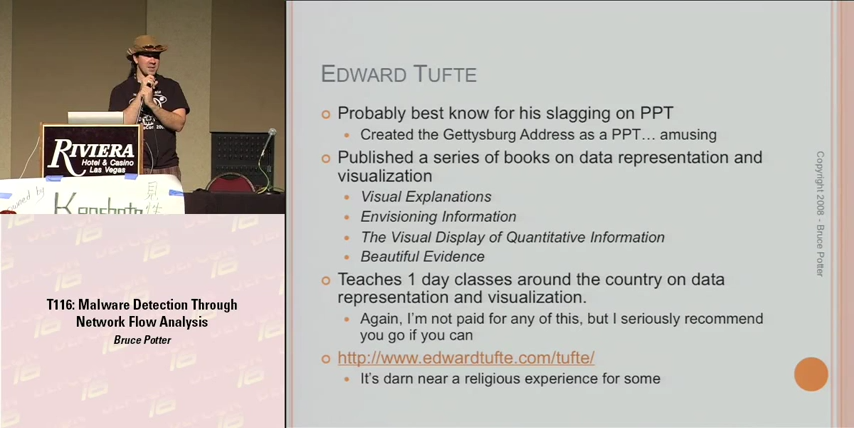 RIVIERA
Hotel & Casino
Las Vegas
T116: Malware Detection Through
Network Flow Analysis
Bruce Potter
EDWARD TUFTE
Probably best know for his slagging on PPT
Created the Gettysburg Address as a PPT… amusing
Published a series of books on data representation and
visualization
Visual Explanations
Envisioning Information
The Visual Display of Quantitative Information
Beautiful Evidence
Teaches 1 day classes around the country on data
representation and visualization.
Again, I'm not paid for any of this, but I seriously recommend
you go if you can
http://www.edwardtufte.com/tufte/
It's darn near a religious experience for some
Copyright 2008 - Bruce Potter